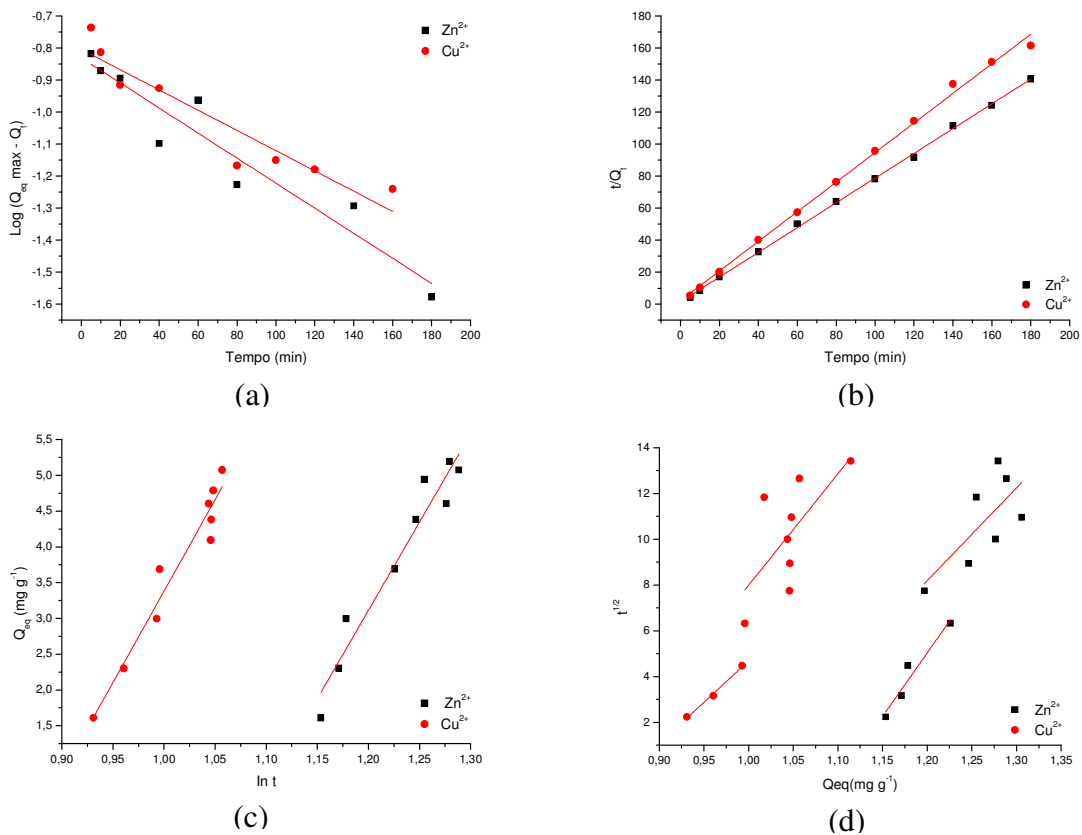 -0,7
-0,8
-0,9
-1,0
-1,1
-1,2
-1,3
-1,4
-1,5
-1,6
Log (Q_eq max - Q_t)
0 20 40 60 80 100 120 140 160 180 200
Tempo (min)
Zn²⁺
Cu²⁺
(a)
180
160
140
120
100
80
60
40
20
0
t/Q_t
0 20 40 60 80 100 120 140 160 180 200
Tempo (min)
Zn²⁺
Cu²⁺
(b)
5,5
5,0
4,5
4,0
3,5
3,0
2,5
2,0
1,5
Q_eq (mg g⁻¹)
0,90 0,95 1,00 1,05 1,10 1,15 1,20 1,25 1,30
ln t
Zn²⁺
Cu²⁺
(c)
14
12
10
8
6
4
2
t^1/2
0,90 0,95 1,00 1,05 1,10 1,15 1,20 1,25 1,30 1,35
Qeq(mg g⁻¹)
Zn²⁺
Cu²⁺
(d)